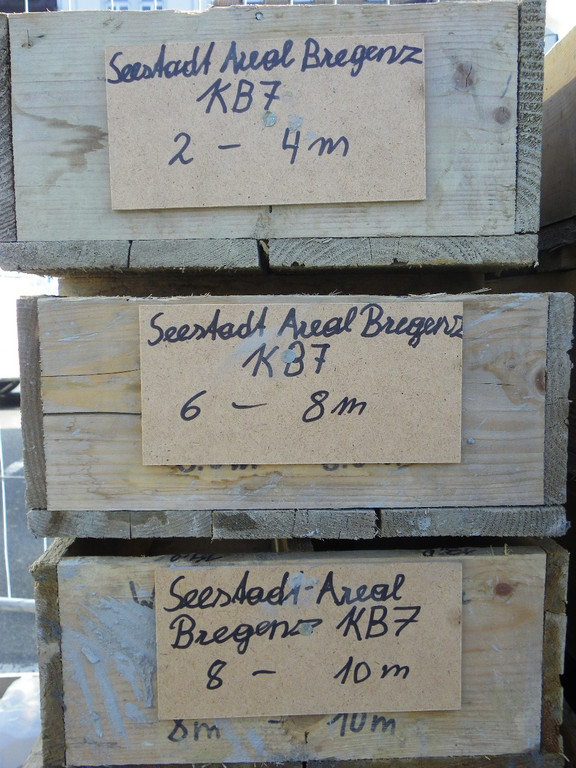 Seestadt Areal Bregenz
KB7
2 - 4m
Seestadt Areal Bregenz
KB7
6 - 8m
Seestadt-Areal
Bregenz KB7
8 - 10m
8m - 10m